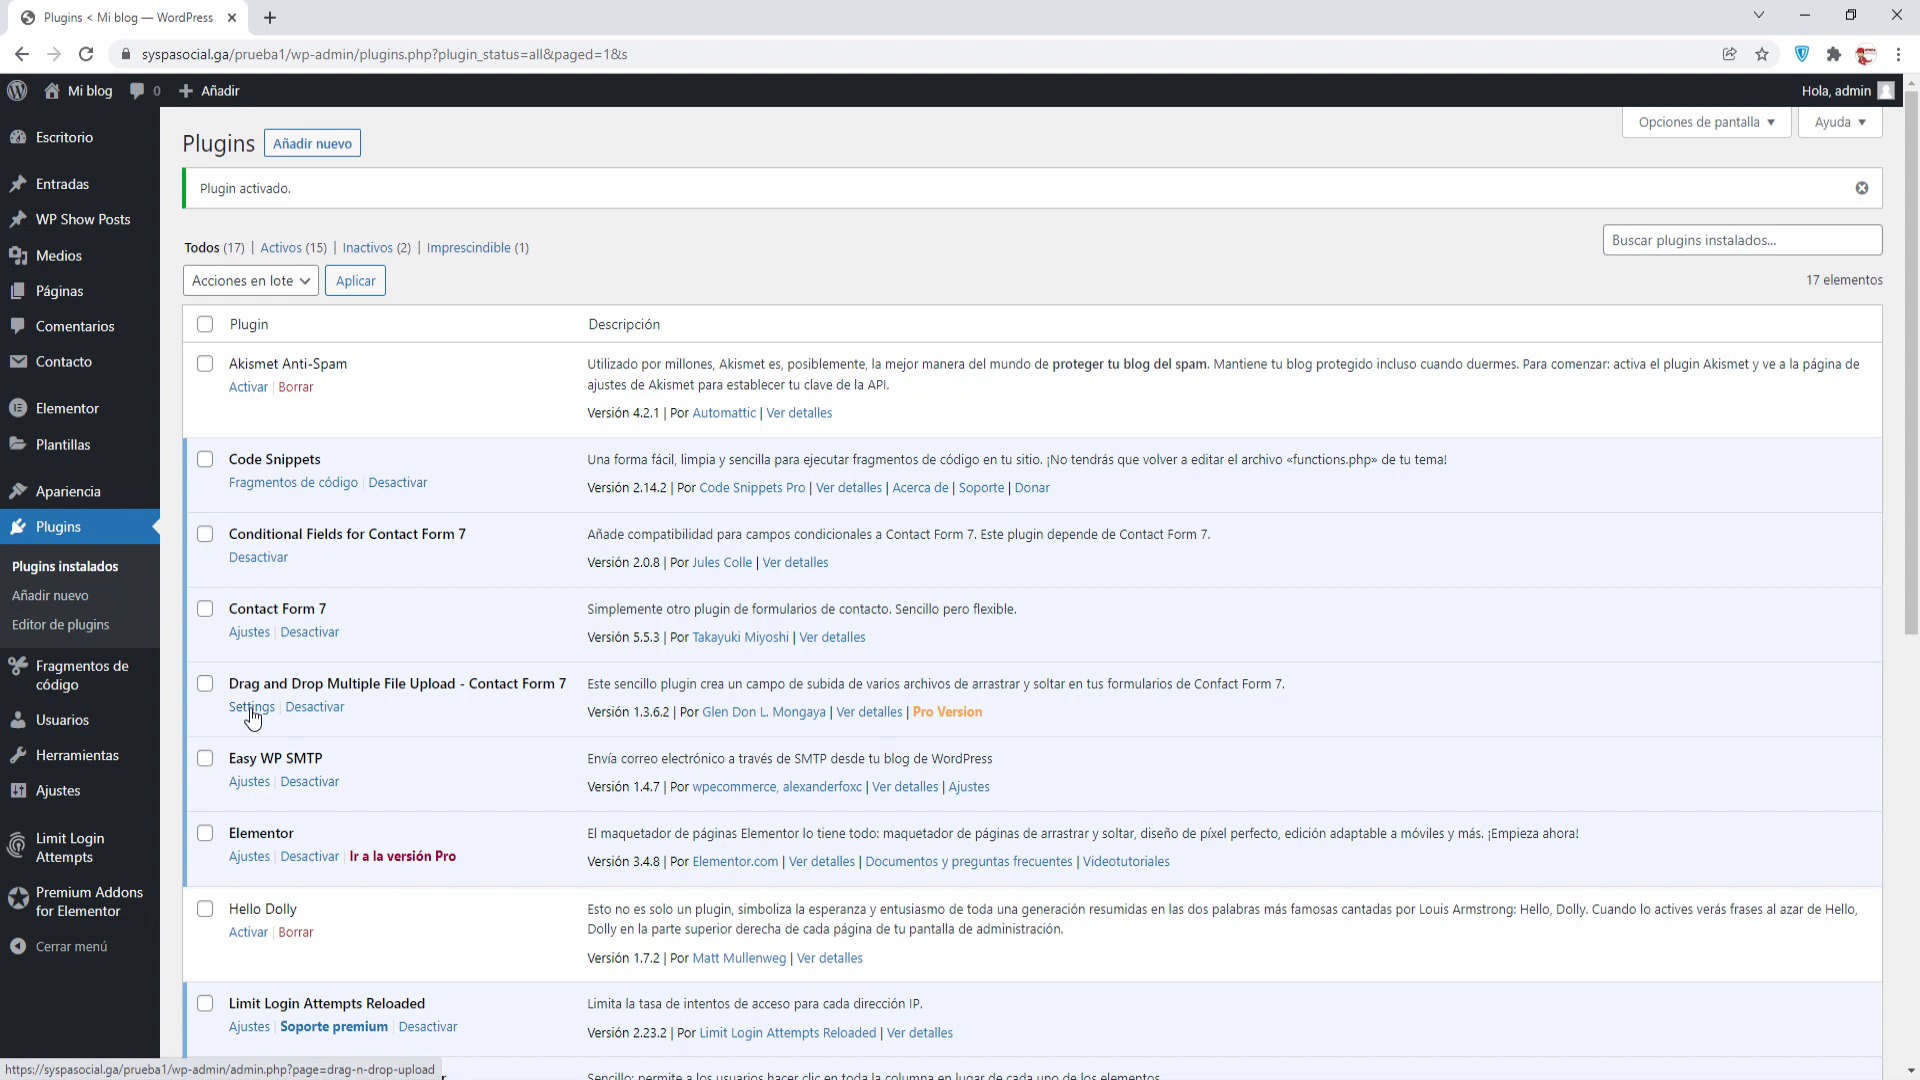 Plugins < Mi blog — WordPress
syspasocial.ga/prueba1/wp-admin/plugins.php?plugin_status=all&paged=1&s
Mi blog 0 Añadir Hola, admin
Opciones de pantalla Ayuda
Escritorio
Entradas
WP Show Posts
Medios
Páginas
Comentarios
Contacto
Elementor
Plantillas
Apariencia
Plugins
Plugins instalados
Añadir nuevo
Editor de plugins
Fragmentos de
código
Usuarios
Herramientas
Ajustes
Limit Login
Attempts
Premium Addons
for Elementor
Cerrar menú
Plugins Añadir nuevo
Plugin activado.
Todos (17) | Activos (15) | Inactivos (2) | Imprescindible (1)
Buscar plugins instalados...
Acciones en lote Aplicar
17 elementos
Plugin Descripción
Akismet Anti-Spam
Activar | Borrar
Utilizado por millones, Akismet es, posiblemente, la mejor manera del mundo de proteger tu blog del spam. Mantiene tu blog protegido incluso cuando duermes. Para comenzar: activa el plugin Akismet y ve a la página de
ajustes de Akismet para establecer tu clave de la API.
Versión 4.2.1 | Por Automattic | Ver detalles
Code Snippets
Fragmentos de código | Desactivar
Una forma fácil, limpia y sencilla para ejecutar fragmentos de código en tu sitio. ¡No tendrás que volver a editar el archivo «functions.php» de tu tema!
Versión 2.14.2 | Por Code Snippets Pro | Ver detalles | Acerca de | Soporte | Donar
Conditional Fields for Contact Form 7
Desactivar
Añade compatibilidad para campos condicionales a Contact Form 7. Este plugin depende de Contact Form 7.
Versión 2.0.8 | Por Jules Colle | Ver detalles
Contact Form 7
Ajustes | Desactivar
Simplemente otro plugin de formularios de contacto. Sencillo pero flexible.
Versión 5.5.3 | Por Takayuki Miyoshi | Ver detalles
Drag and Drop Multiple File Upload - Contact Form 7
Settings | Desactivar
Este sencillo plugin crea un campo de subida de varios archivos de arrastrar y soltar en tus formularios de Confact Form 7.
Versión 1.3.6.2 | Por Glen Don L. Mongaya | Ver detalles | Pro Version
Easy WP SMTP
Ajustes | Desactivar
Envía correo electrónico a través de SMTP desde tu blog de WordPress
Versión 1.4.7 | Por wpecommerce, alexanderfoxc | Ver detalles | Ajustes
Elementor
Ajustes | Desactivar | Ir a la versión Pro
El maquetador de páginas Elementor lo tiene todo: maquetador de páginas de arrastrar y soltar, diseño de píxel perfecto, edición adaptable a móviles y más. ¡Empieza ahora!
Versión 3.4.8 | Por Elementor.com | Ver detalles | Documentos y preguntas frecuentes | Videotutoriales
Hello Dolly
Activar | Borrar
Esto no es solo un plugin, simboliza la esperanza y entusiasmo de toda una generación resumidas en las dos palabras más famosas cantadas por Louis Armstrong: Hello, Dolly. Cuando lo actives verás frases al azar de Hello,
Dolly en la parte superior derecha de cada página de tu pantalla de administración.
Versión 1.7.2 | Por Matt Mullenweg | Ver detalles
Limit Login Attempts Reloaded
Ajustes | Soporte premium | Desactivar
Limita la tasa de intentos de acceso para cada dirección IP.
Versión 2.23.2 | Por Limit Login Attempts Reloaded | Ver detalles
Sencillo: permite a los usuarios hacer clic en toda la columna en lugar de cada uno de los elementos
https://syspasocial.ga/prueba1/wp-admin/admin.php?page=drag-n-drop-upload